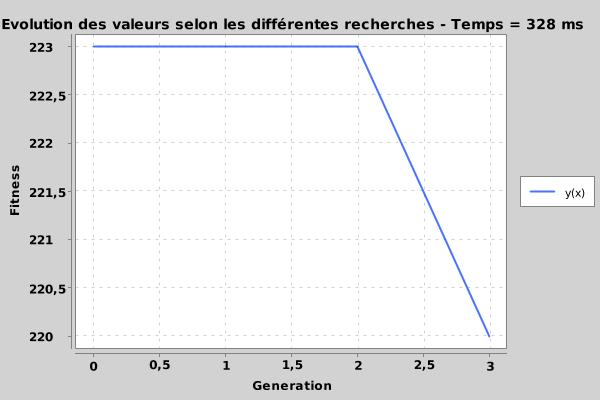 Evolution des valeurs selon les différentes recherches - Temps = 328 ms
223
222,5
222
221,5
221
220,5
220
Fitness
0 0,5 1 1,5 2 2,5 3
Generation
y(x)